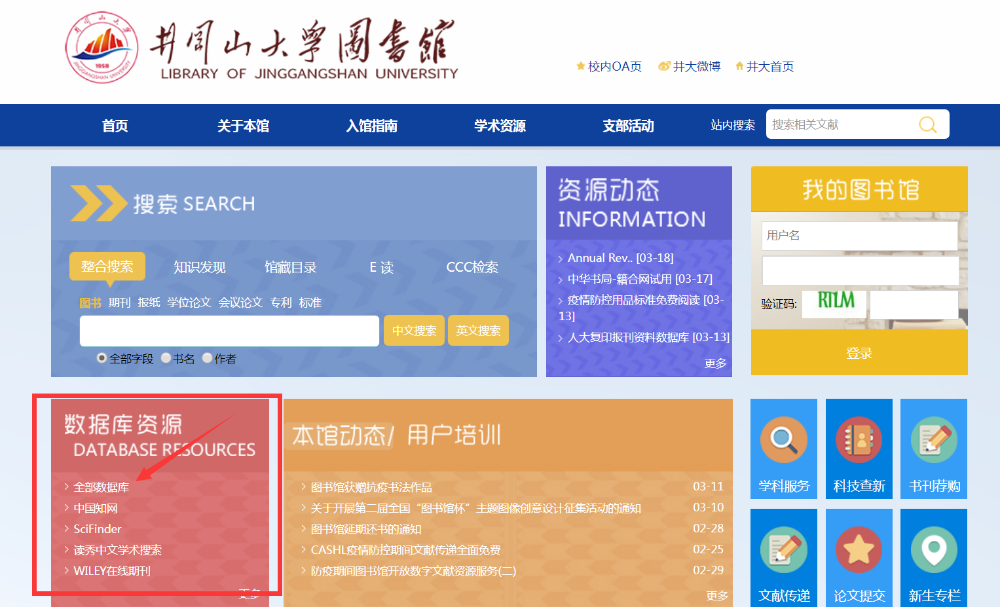 井冈山大学圖書館
LIBRARY OF JINGGANGSHAN UNIVERSITY
井冈山大学
1958
JINGGANGSHAN UNIVERSITY
校内OA页 井大微博 井大首页
首页 关于本馆 入馆指南 学术资源 支部活动 站内搜索 搜索相关文献
搜索 SEARCH
整合搜索 知识发现 馆藏目录 E 读 CCC检索
图书 期刊 报纸 学位论文 会议论文 专利 标准
中文搜索 英文搜索
全部字段 书名 作者
资源动态
INFORMATION
Annual Rev.. [03-18]
中华书局-籍合网试用 [03-17]
疫情防控用品标准免费阅读 [03-
13]
人大复印报刊资料数据库 [03-13]
更多
我的图书馆
用户名
验证码: RTLM
登录
数据库资源
DATABASE RESOURCES
全部数据库
中国知网
SciFinder
读秀中文学术搜索
WILEY在线期刊
更多
本馆动态/ 用户培训
图书馆获赠抗疫书法作品 03-11
关于开展第二届全国“图书馆杯”主题图像创意设计征集活动的通知 03-10
图书馆延期还书的通知 02-28
CASHL疫情防控期间文献传递全面免费 02-25
防疫期间图书馆开放数字文献资源服务(二) 02-29
更多
学科服务 科技查新 书刊荐购
文献传递 论文提交 新生专栏